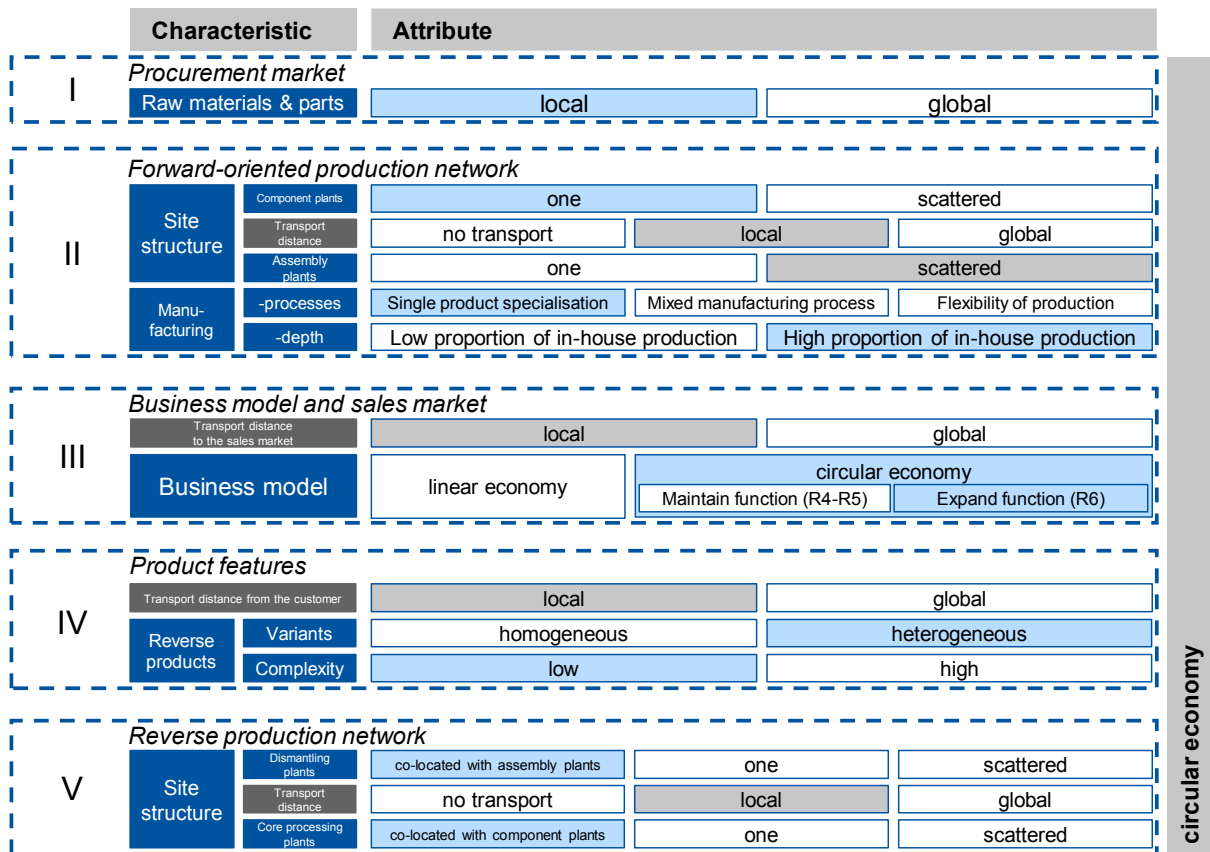 Characteristic
Attribute
I
Procurement market
Raw materials & parts
local
global
II
Forward-oriented production network
Site
structure
Component plants
one
scattered
Transport
distance
no transport
local
global
Assembly
plants
one
scattered
Manu-
facturing
-processes
Single product specialisation
Mixed manufacturing process
Flexibility of production
-depth
Low proportion of in-house production
High proportion of in-house production
III
Business model and sales market
Transport distance
to the sales market
local
global
Business model
linear economy
circular economy
Maintain function (R4-R5)
Expand function (R6)
IV
Product features
Transport distance from the customer
local
global
Reverse
products
Variants
homogeneous
heterogeneous
Complexity
low
high
V
Reverse production network
Site
structure
Dismantling
plants
co-located with assembly plants
one
scattered
Transport
distance
no transport
local
global
Core processing
plants
co-located with component plants
one
scattered
circular economy